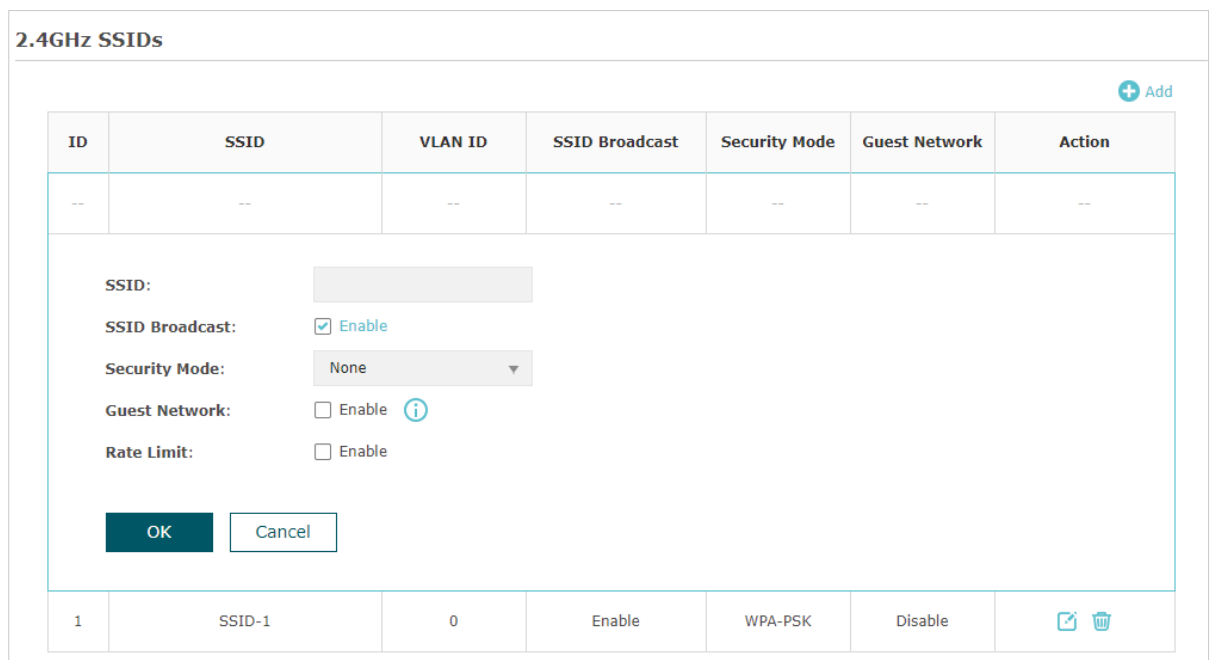 2.4GHz SSIDs
Add
ID SSID VLAN ID SSID Broadcast Security Mode Guest Network Action
-- -- -- -- -- -- --
SSID:
SSID Broadcast: Enable
Security Mode: None
Guest Network: Enable
Rate Limit: Enable
OK Cancel
1 SSID-1 0 Enable WPA-PSK Disable